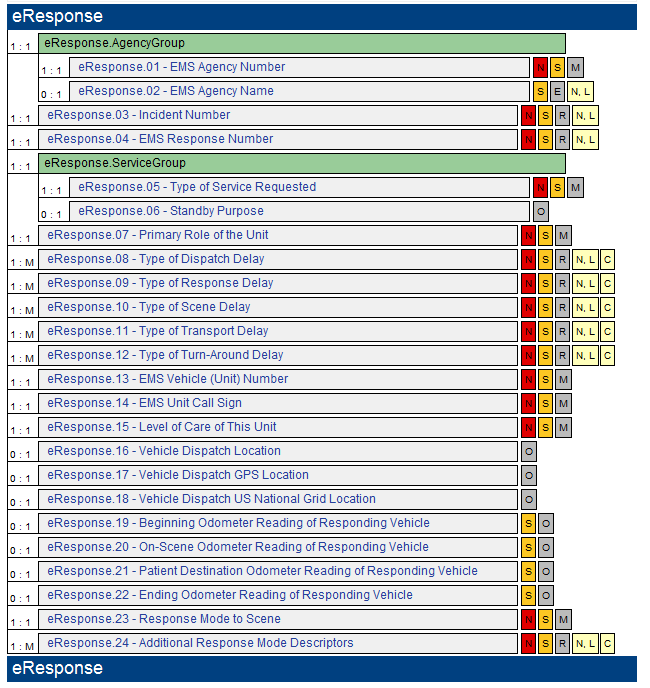 eResponse
1 : 1 eResponse.AgencyGroup
1 : 1 eResponse.01 - EMS Agency Number N S M
0 : 1 eResponse.02 - EMS Agency Name S E N, L
1 : 1 eResponse.03 - Incident Number N S R N, L
1 : 1 eResponse.04 - EMS Response Number N S R N, L
1 : 1 eResponse.ServiceGroup
1 : 1 eResponse.05 - Type of Service Requested N S M
0 : 1 eResponse.06 - Standby Purpose O
1 : 1 eResponse.07 - Primary Role of the Unit N S M
1 : M eResponse.08 - Type of Dispatch Delay N S R N, L C
1 : M eResponse.09 - Type of Response Delay N S R N, L C
1 : M eResponse.10 - Type of Scene Delay N S R N, L C
1 : M eResponse.11 - Type of Transport Delay N S R N, L C
1 : M eResponse.12 - Type of Turn-Around Delay N S R N, L C
1 : 1 eResponse.13 - EMS Vehicle (Unit) Number N S M
1 : 1 eResponse.14 - EMS Unit Call Sign N S M
1 : 1 eResponse.15 - Level of Care of This Unit N S M
0 : 1 eResponse.16 - Vehicle Dispatch Location O
0 : 1 eResponse.17 - Vehicle Dispatch GPS Location O
0 : 1 eResponse.18 - Vehicle Dispatch US National Grid Location O
0 : 1 eResponse.19 - Beginning Odometer Reading of Responding Vehicle S O
0 : 1 eResponse.20 - On-Scene Odometer Reading of Responding Vehicle S O
0 : 1 eResponse.21 - Patient Destination Odometer Reading of Responding Vehicle S O
0 : 1 eResponse.22 - Ending Odometer Reading of Responding Vehicle S O
1 : 1 eResponse.23 - Response Mode to Scene N S M
1 : M eResponse.24 - Additional Response Mode Descriptors N S R N, L C
eResponse